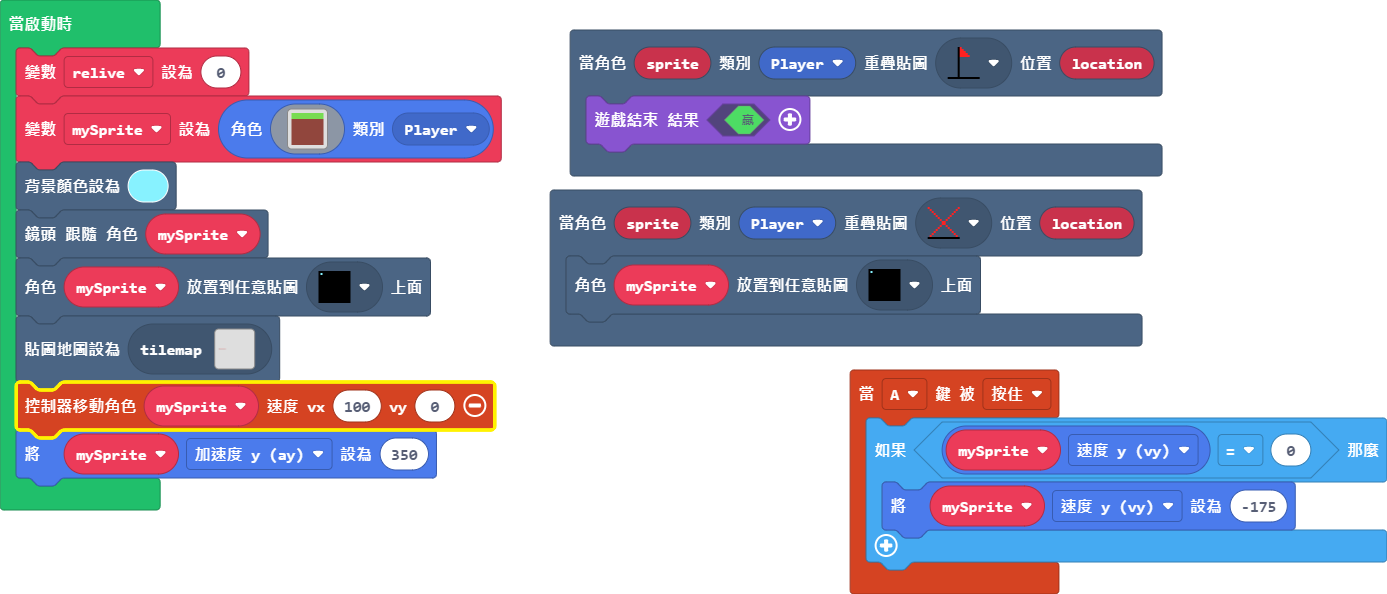 當啟動時
變數 relive 設為 0
變數 mySprite 設為 角色 類別 Player
背景顏色設為
鏡頭 跟隨 角色 mySprite
角色 mySprite 放置到任意貼圖 上面
貼圖地圖設為 tilemap
控制器移動角色 mySprite 速度 vx 100 vy 0
將 mySprite 加速度 y (ay) 設為 350
當角色 sprite 類別 Player 重疊貼圖 位置 location
遊戲結束 結果 贏
當角色 sprite 類別 Player 重疊貼圖 位置 location
角色 mySprite 放置到任意貼圖 上面
當 A 鍵 被 按住
如果 mySprite 速度 y (vy) = 0 那麼
將 mySprite 速度 y (vy) 設為 -175